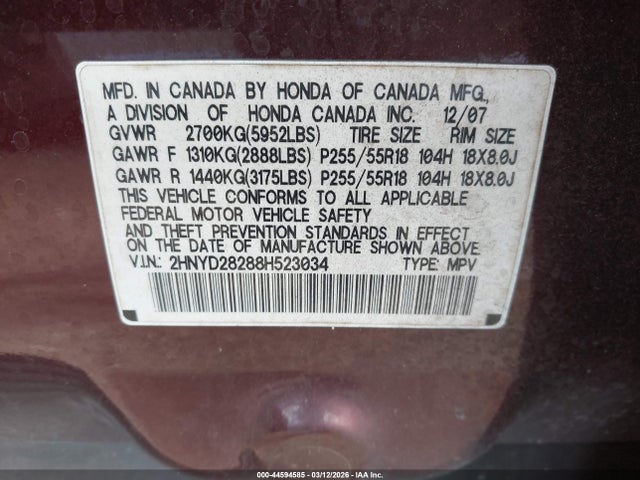 MFD. IN CANADA BY HONDA OF CANADA MFG.,
A DIVISION OF HONDA CANADA INC. 12/07
GVWR 2700KG(5952LBS) TIRE SIZE RIM SIZE
GAWR F 1310KG(2888LBS) P255/55R18 104H 18X8.0J
GAWR R 1440KG(3175LBS) P255/55R18 104H 18X8.0J
THIS VEHICLE CONFORMS TO ALL APPLICABLE
FEDERAL MOTOR VEHICLE SAFETY
AND THEFT PREVENTION STANDARDS IN EFFECT
ON THE DATE OF MANUFACTURE SHOWN ABOVE.
V.I.N.: 2HNYD28288H523034 TYPE: MPV
00-44594585 - 03/12/2026 - IAA Inc.